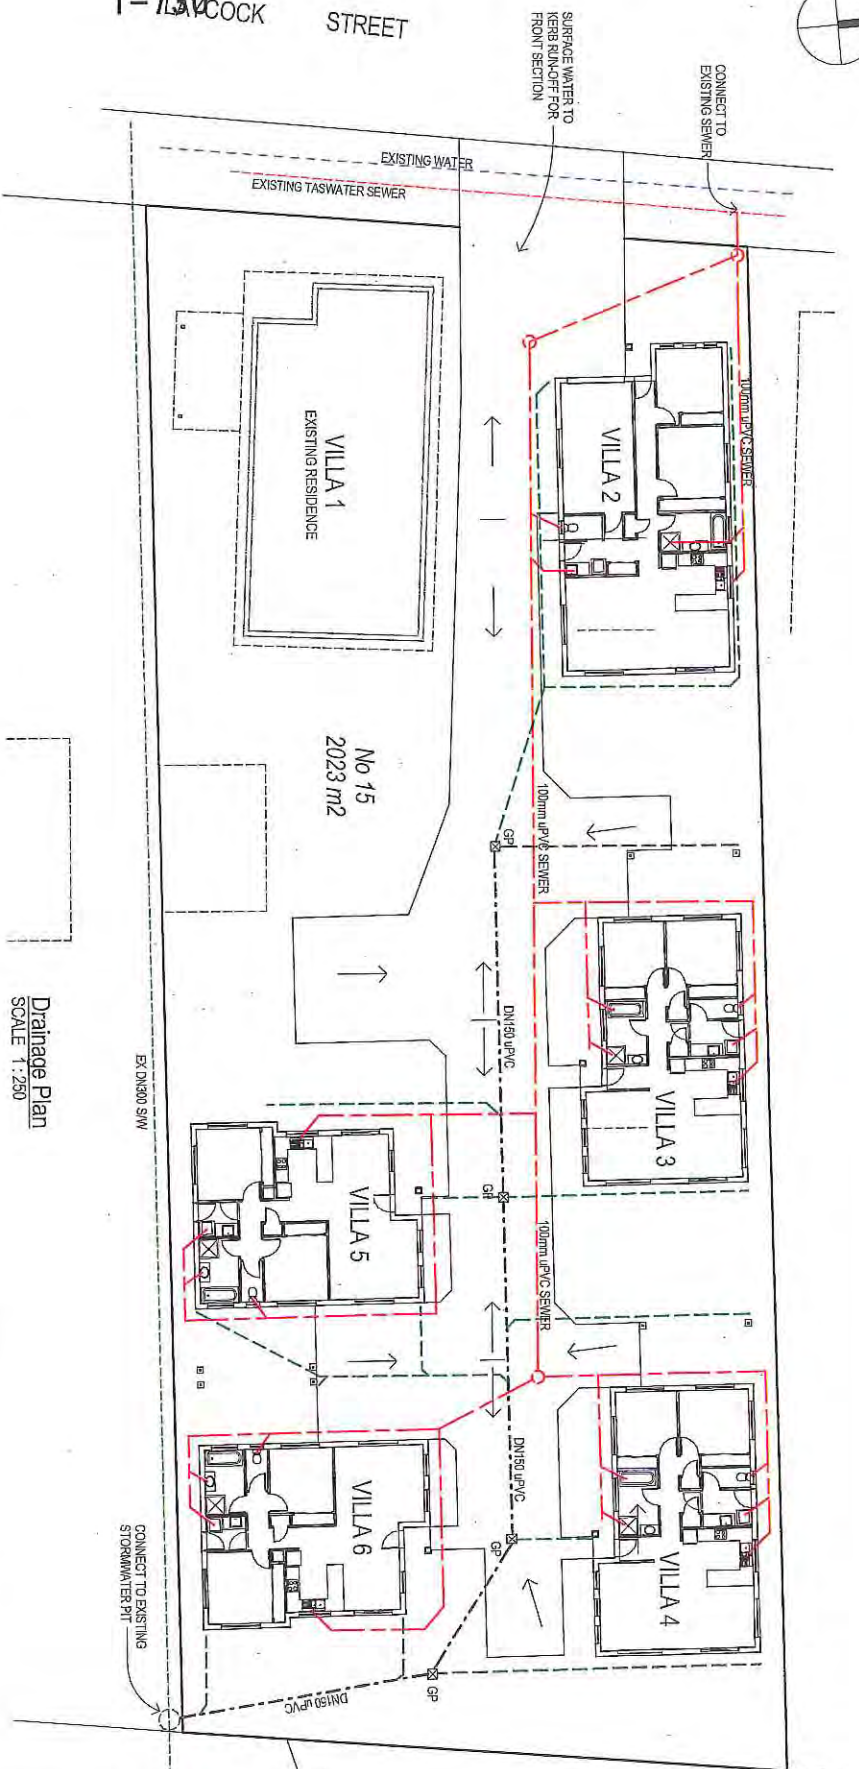 LAYCOCK STREET
SURFACE WATER TO
KERB RUN-OFF FOR
FRONT SECTION
CONNECT TO
EXISTING SEWER
EXISTING WATER
EXISTING TASWATER SEWER
100mm uPVC SEWER
VILLA 2
VILLA 1
EXISTING RESIDENCE
No 15
2023 m2
GP
100mm uPVC SEWER
DN150 uPVC
VILLA 3
Drainage Plan
SCALE 1:250
EX DN300 S/W
VILLA 5
GP
100mm uPVC SEWER
DN150 uPVC
GP
VILLA 4
VILLA 6
CONNECT TO EXISTING
STORMWATER PIT
DN150 uPVC
GP